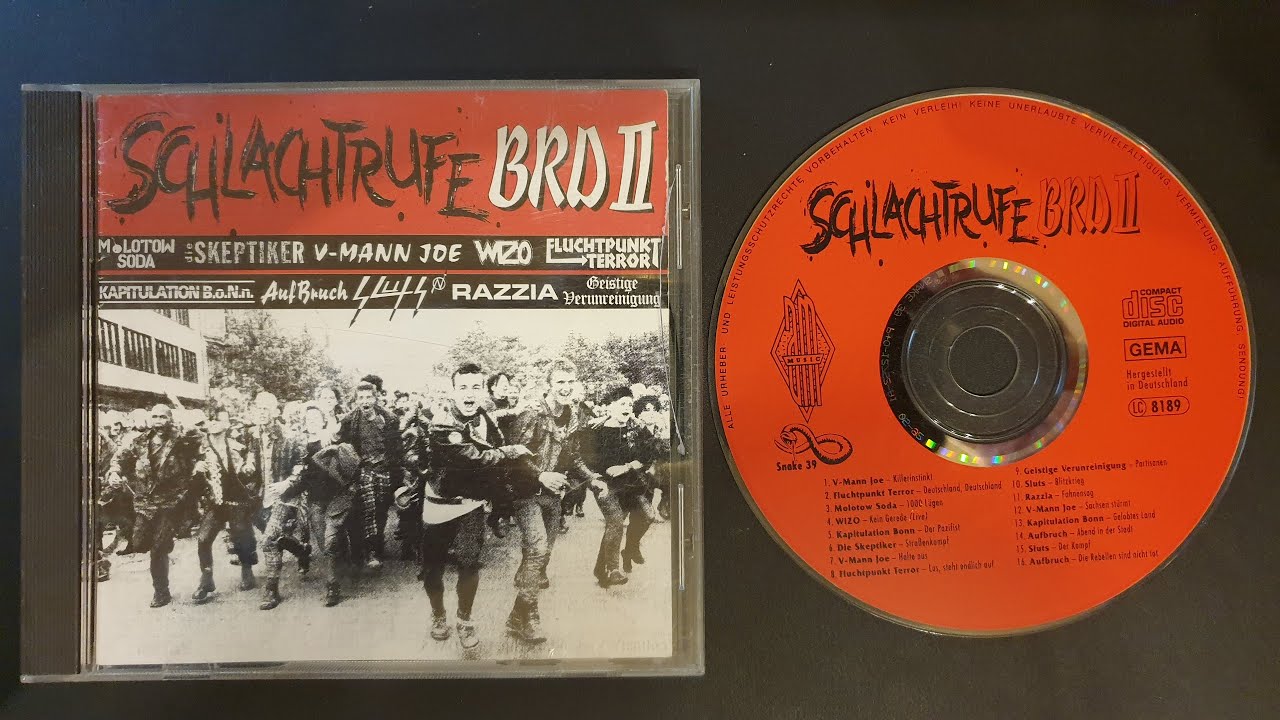 SCHLACHTRUFE BRD II
MOLOTOW SODA die SKEPTIKER V-MANN JOE WIZO FLUCHTPUNKT TERROR
KAPITULATION B.o.N.n. AufBruch Sluts RAZZIA Geistige Verunreinigung
ALLE URHEBER UND LEISTUNGSSCHUTZRECHTE VORBEHALTEN. KEIN VERLEIH! KEINE UNERLAUBTE VERVIELFÄLTIGUNG, VERMIETUNG, AUFFÜHRUNG, SENDUNG!
SCHLACHTRUFE BRD II
MUSIC
COMPACT
disc
DIGITAL AUDIO
GEMA
Hergestellt
in Deutschland
LC 8189
Snake 39
1. V-Mann Joe – Killerinstinkt
2. Fluchtpunkt Terror – Deutschland, Deutschland
3. Molotow Soda – 1000 Lügen
4. WIZO – Kein Gerede (Live)
5. Kapitulation Bonn – Der Pazifist
6. Die Skeptiker – Straßenkampf
7. V-Mann Joe – Halte aus
8. Fluchtpunkt Terror – Los, steht endlich auf
9. Geistige Verunreinigung – Partisanen
10. Sluts – Blitzkrieg
11. Razzia – Fahnensog
12. V-Mann Joe – Sachsen stürmt
13. Kapitulation Bonn – Gelobtes Land
14. Aufbruch – Abend in der Stadt
15. Sluts – Der Kampf
16. Aufbruch – Die Rebellen sind nicht tot